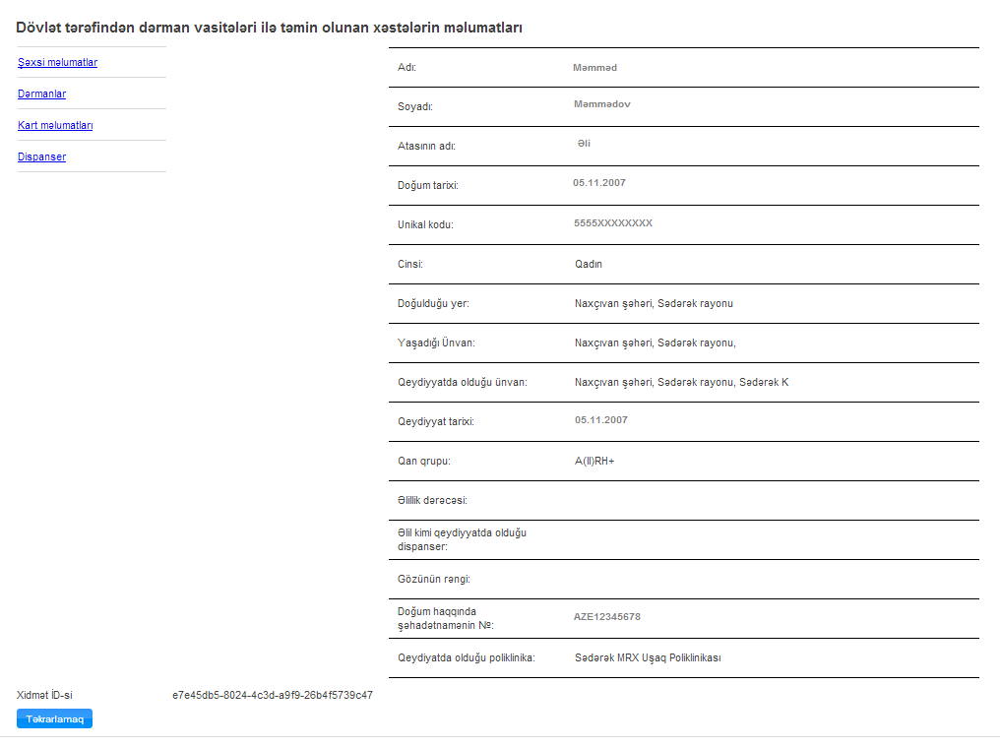 Dövlət tərəfindən dərman vasitələri ilə təmin olunan xəstələrin məlumatları
Şəxsi məlumatlar
Dərmanlar
Kart məlumatları
Dispanser
Adı: Məmməd
Soyadı: Məmmədov
Atasının adı: Əli
Doğum tarixi: 05.11.2007
Unikal kodu: 5555XXXXXXXX
Cinsi: Qadın
Doğulduğu yer: Naxçıvan şəhəri, Sədərək rayonu
Yaşadığı Ünvan: Naxçıvan şəhəri, Sədərək rayonu,
Qeydiyyatda olduğu ünvan: Naxçıvan şəhəri, Sədərək rayonu, Sədərək K
Qeydiyyat tarixi: 05.11.2007
Qan qrupu: A(II)RH+
Əlillik dərəcəsi:
Əlil kimi qeydiyyatda olduğu
dispanser:
Gözünün rəngi:
Doğum haqqında
şəhadətnamənin №: AZE12345678
Qeydiyatda olduğu poliklinika: Sədərək MRX Uşaq Poliklinikası
Xidmət İD-si e7e45db5-8024-4c3d-a9f9-26b4f5739c47
Təkrarlamaq